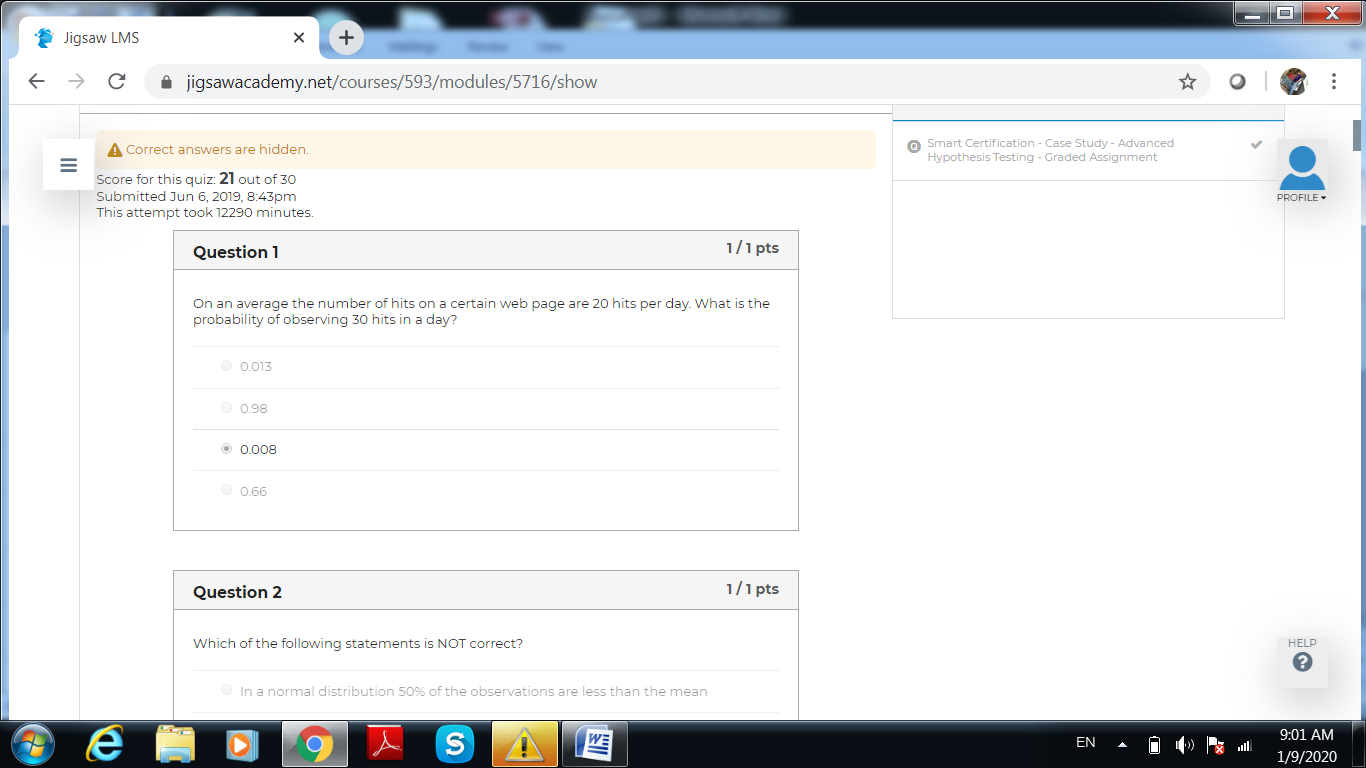 Jigsaw LMS
Mailings Review View
jigsawacademy.net/courses/593/modules/5716/show
Correct answers are hidden.
Score for this quiz: 21 out of 30
Submitted Jun 6, 2019, 8:43pm
This attempt took 12290 minutes.
Smart Certification - Case Study - Advanced
Hypothesis Testing - Graded Assignment
PROFILE
Question 1
1 / 1 pts
On an average the number of hits on a certain web page are 20 hits per day. What is the
probability of observing 30 hits in a day?
0.013
0.98
0.008
0.66
Question 2
1 / 1 pts
Which of the following statements is NOT correct?
In a normal distribution 50% of the observations are less than the mean
HELP
EN
9:01 AM
1/9/2020